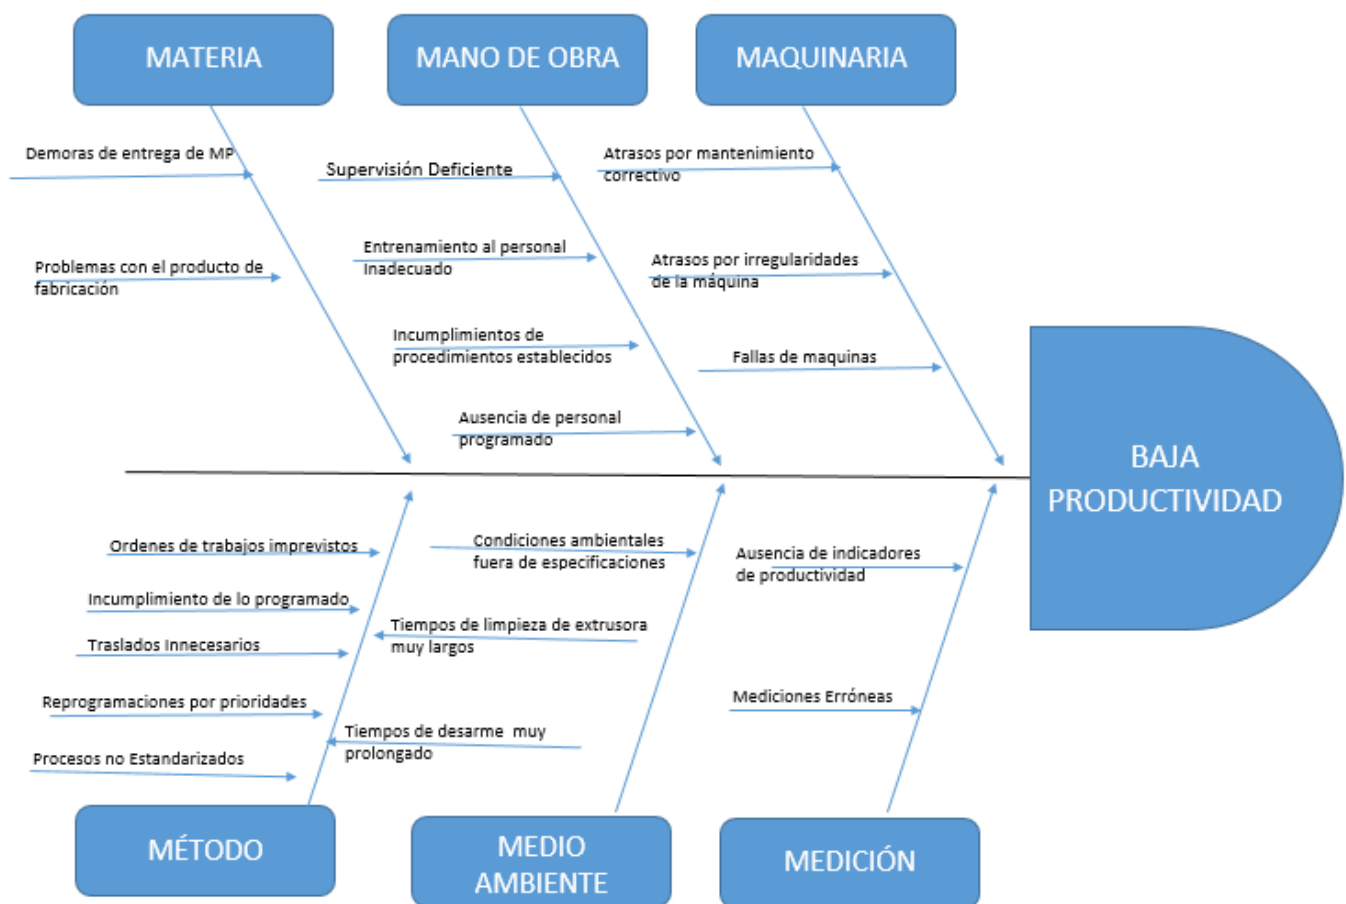 MATERIA
MANO DE OBRA
MAQUINARIA
Demoras de entrega de MP
Problemas con el producto de
fabricación
Supervisión Deficiente
Entrenamiento al personal
Inadecuado
Incumplimientos de
procedimientos establecidos
Ausencia de personal
programado
Atrasos por mantenimiento
correctivo
Atrasos por irregularidades
de la máquina
Fallas de maquinas
BAJA
PRODUCTIVIDAD
Ordenes de trabajos imprevistos
Incumplimiento de lo programado
Traslados Innecesarios
Reprogramaciones por prioridades
Procesos no Estandarizados
Tiempos de limpieza de extrusora
muy largos
Tiempos de desarme muy
prolongado
Condiciones ambientales
fuera de especificaciones
Ausencia de indicadores
de productividad
Mediciones Erróneas
MÉTODO
MEDIO
AMBIENTE
MEDICIÓN